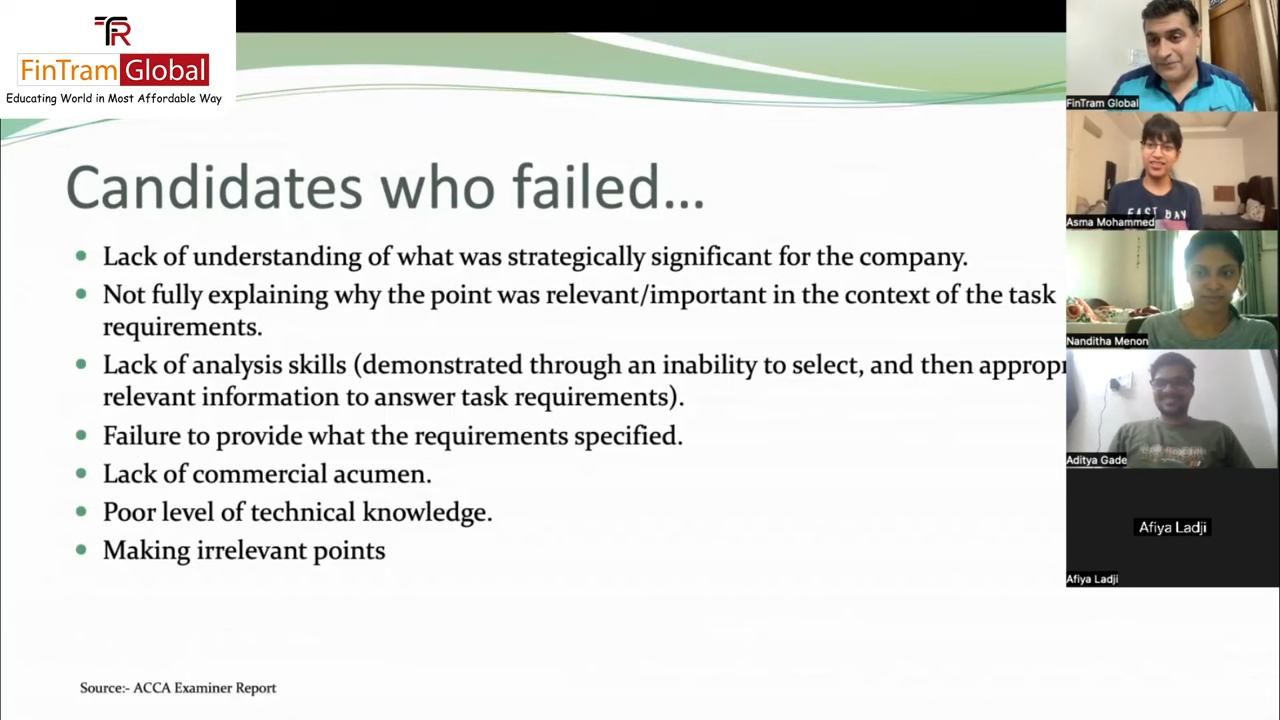 TR
FinTram Global
Educating World in Most Affordable Way
Candidates who failed...
Lack of understanding of what was strategically significant for the company.
Not fully explaining why the point was relevant/important in the context of the task
requirements.
Lack of analysis skills (demonstrated through an inability to select, and then appropr
relevant information to answer task requirements).
Failure to provide what the requirements specified.
Lack of commercial acumen.
Poor level of technical knowledge.
Making irrelevant points
Source:- ACCA Examiner Report
FinTram Global
EAST BAY
Asma Mohammed
Nanditha Menon
Aditya Gade
Afiya Ladji
Afiya Ladji